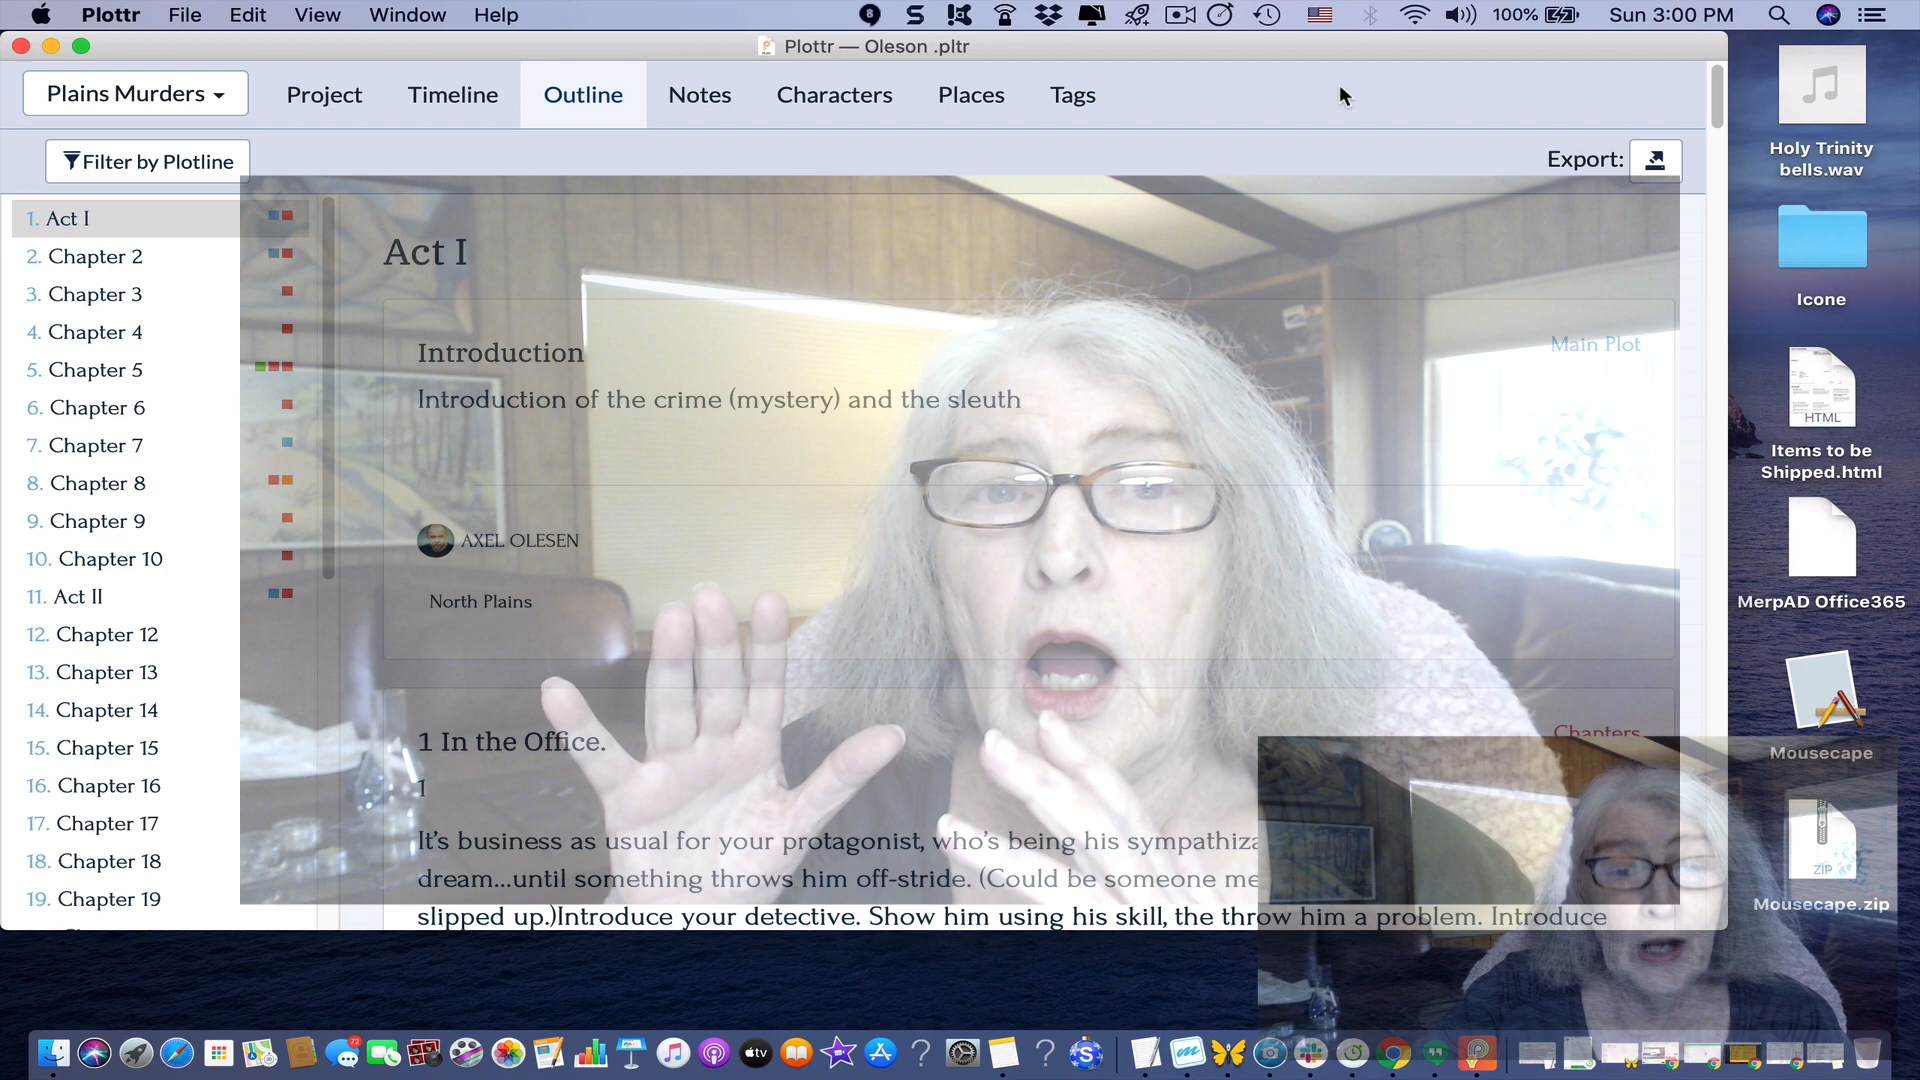 Plottr File Edit View Window Help
100% Sun 3:00 PM
Plottr — Oleson .pltr
Plains Murders
Project Timeline Outline Notes Characters Places Tags
Filter by Plotline
Export:
1. Act I
2. Chapter 2
3. Chapter 3
4. Chapter 4
5. Chapter 5
6. Chapter 6
7. Chapter 7
8. Chapter 8
9. Chapter 9
10. Chapter 10
11. Act II
12. Chapter 12
13. Chapter 13
14. Chapter 14
15. Chapter 15
16. Chapter 16
17. Chapter 17
18. Chapter 18
19. Chapter 19
Act I
Introduction
Main Plot
Introduction of the crime (mystery) and the sleuth
AXEL OLESEN
North Plains
1 In the Office.
Chapters
1
It's business as usual for your protagonist, who's being his
dream...until something throws him off-stride. (Could be someone
slipped up.)Introduce your detective. Show him using his skill, the throw him a problem. Introduce
Holy Trinity
bells.wav
Icone
HTML
Items to be
Shipped.html
MerpAD Office365
Mousecape
ZIP
Mousecape.zip
72
tv